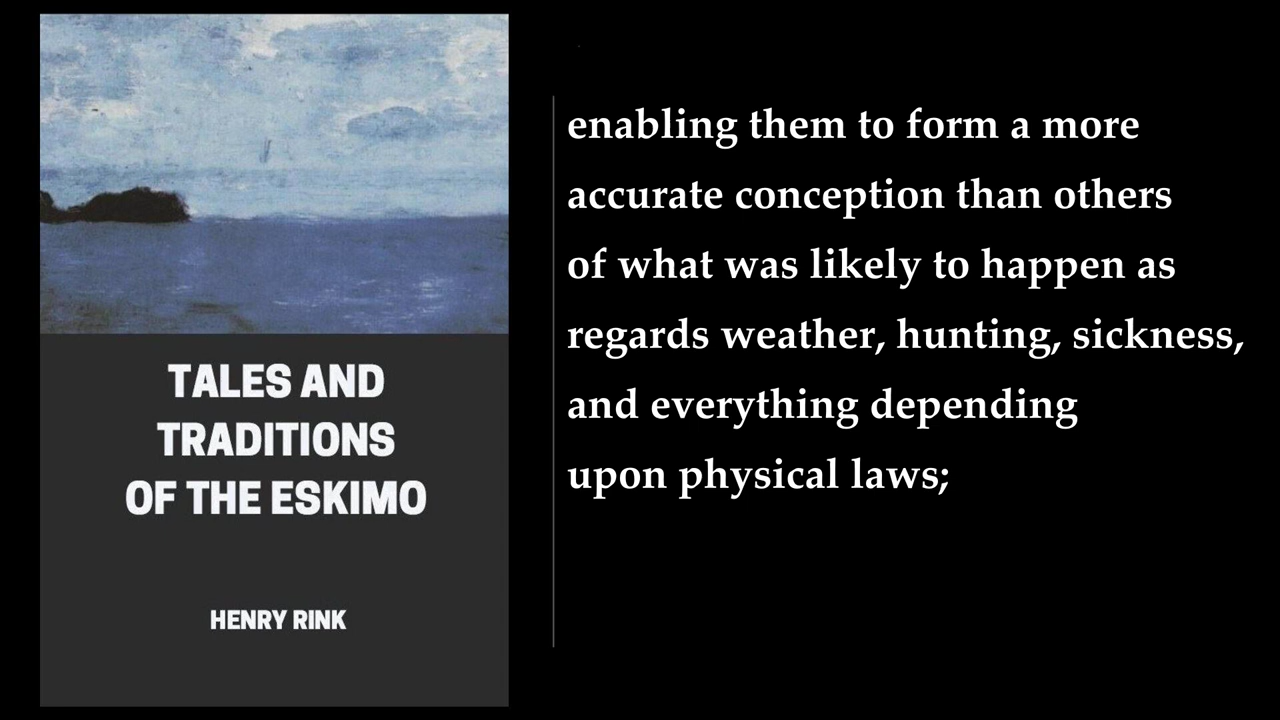 TALES AND
TRADITIONS
OF THE ESKIMO
HENRY RINK
enabling them to form a more
accurate conception than others
of what was likely to happen as
regards weather, hunting, sickness,
and everything depending
upon physical laws;